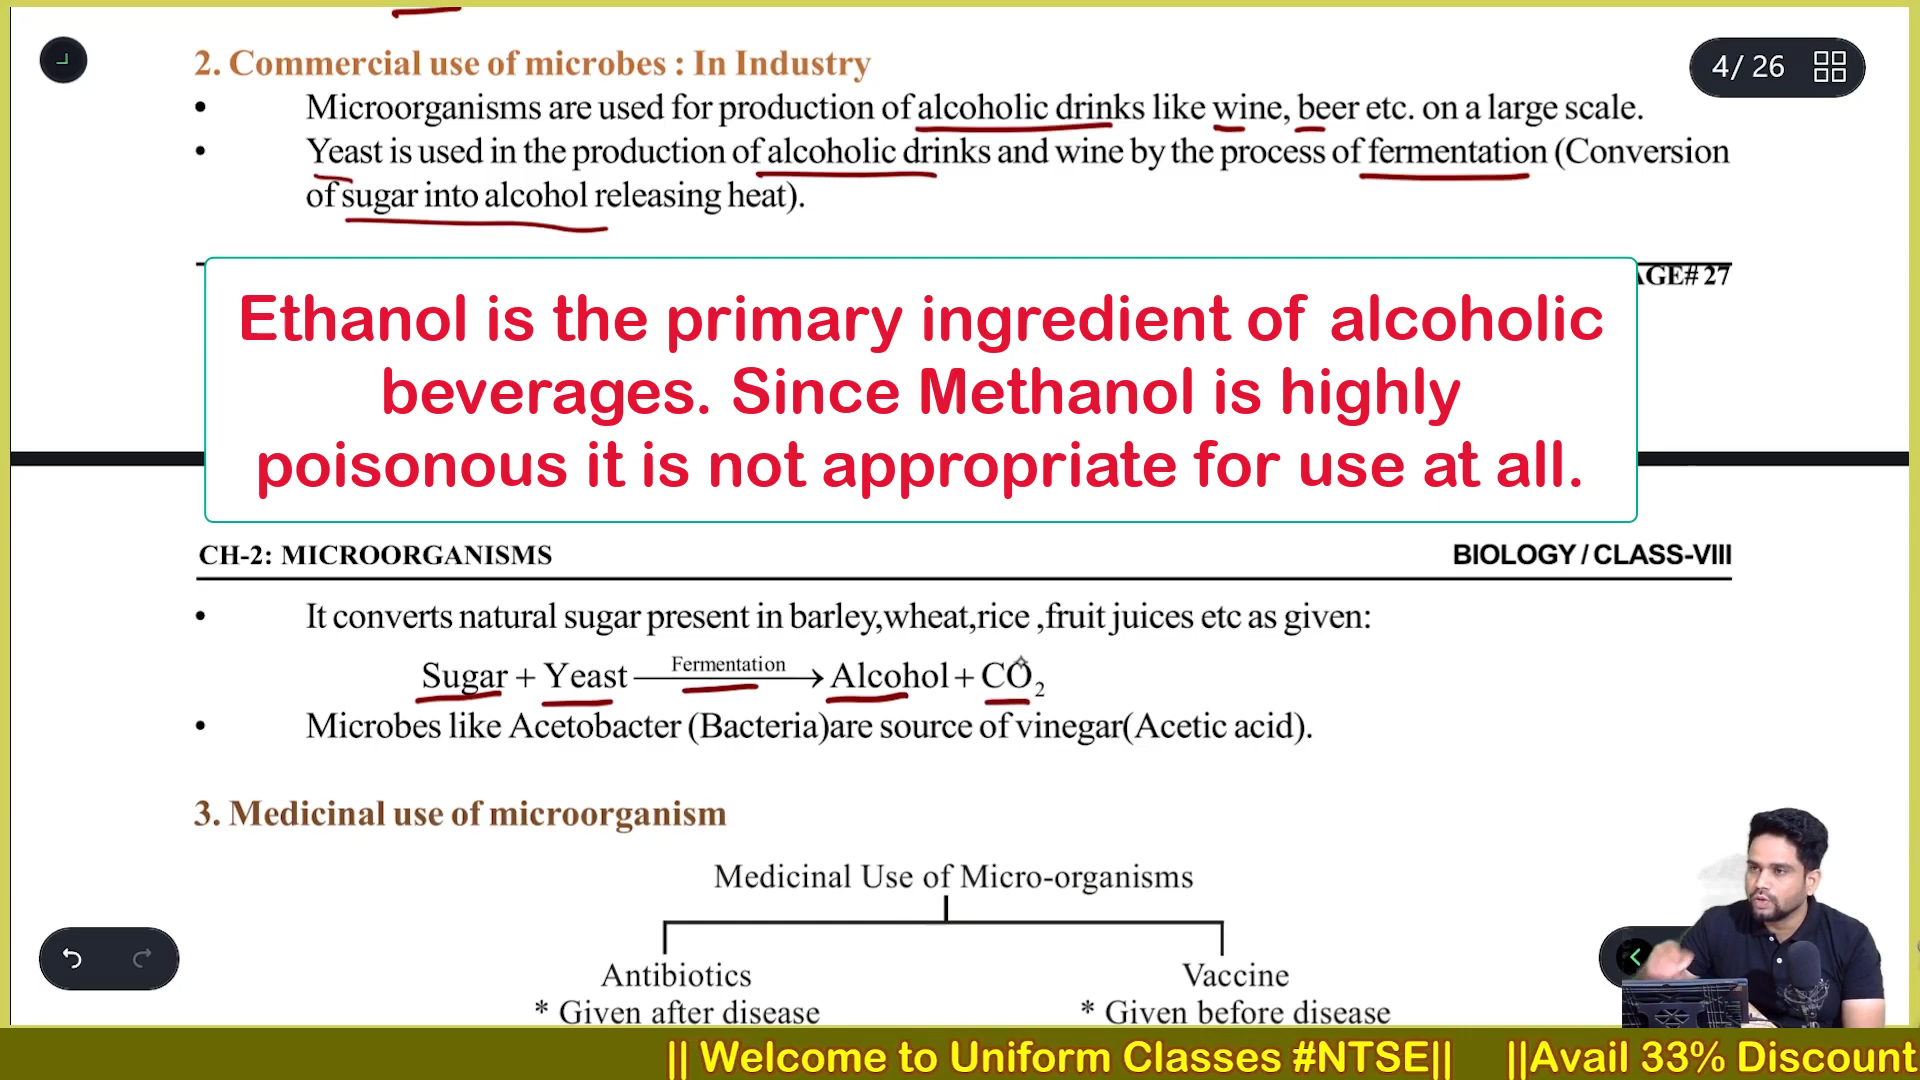 2. Commercial use of microbes : In Industry
4/ 26
• Microorganisms are used for production of alcoholic drinks like wine, beer etc. on a large scale.
• Yeast is used in the production of alcoholic drinks and wine by the process of fermentation (Conversion
of sugar into alcohol releasing heat).
AGE# 27
Ethanol is the primary ingredient of alcoholic
beverages. Since Methanol is highly
poisonous it is not appropriate for use at all.
CH-2: MICROORGANISMS
BIOLOGY / CLASS-VIII
• It converts natural sugar present in barley,wheat,rice ,fruit juices etc as given:
Sugar + Yeast —Fermentation→ Alcohol + CO₂
• Microbes like Acetobacter (Bacteria)are source of vinegar(Acetic acid).
3. Medicinal use of microorganism
Medicinal Use of Micro-organisms
Antibiotics
Vaccine
* Given after disease
* Given before disease
|| Welcome to Uniform Classes #NTSE|| ||Avail 33% Discount